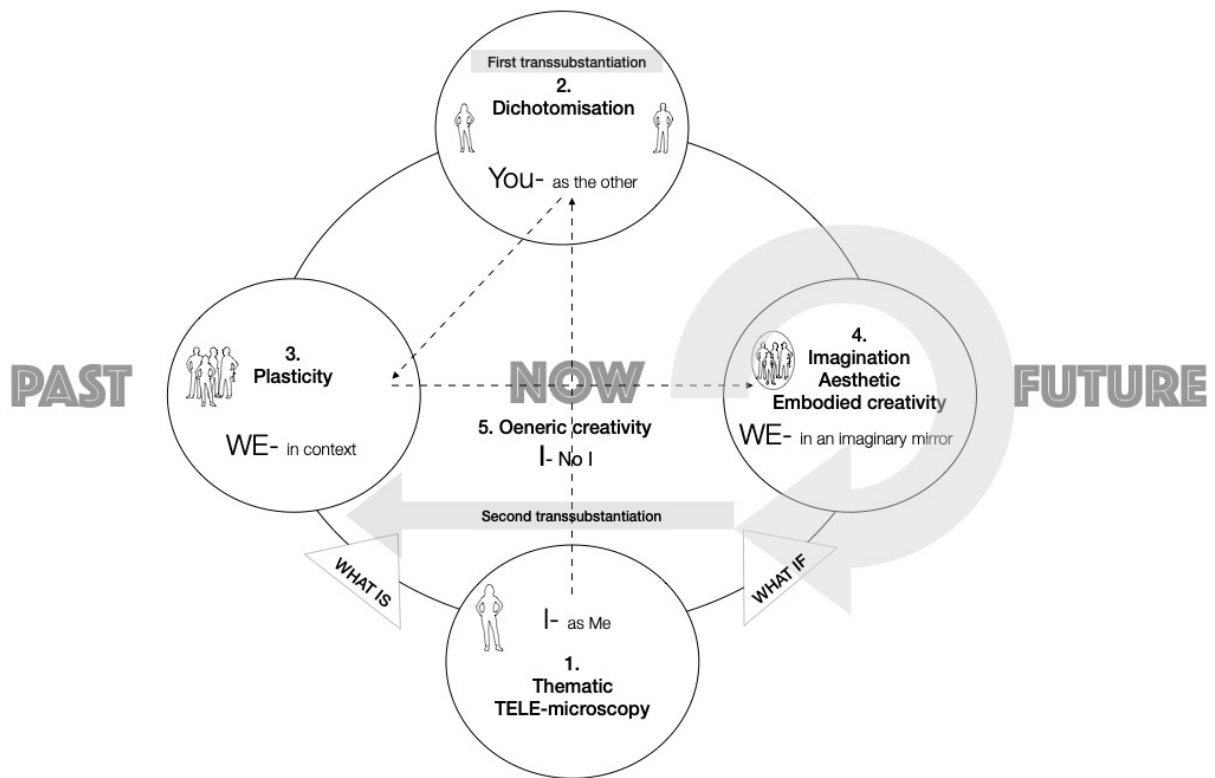 First transsubstantiation
2.
Dichotomisation
You- as the other
3.
Plasticity
WE- in context
4.
Imagination
Aesthetic
Embodied creativity
WE- in an imaginary mirror
PAST
NOW
FUTURE
5. Oeneric creativity
I- No I
Second transsubstantiation
WHAT IS
WHAT IF
I- as Me
1.
Thematic
TELE-microscopy